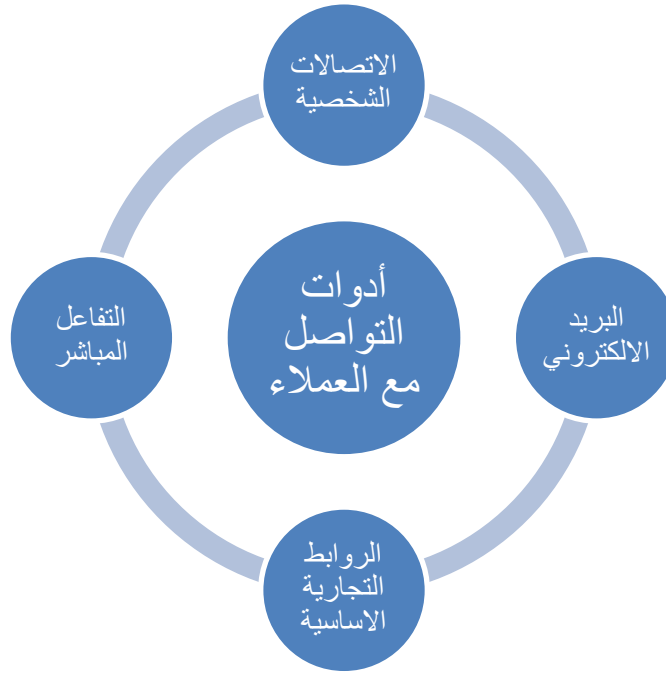 الاتصالات
الشخصية
أدوات
التواصل
مع العملاء
البريد
الالكتروني
التفاعل
المباشر
الروابط
التجارية
الاساسية